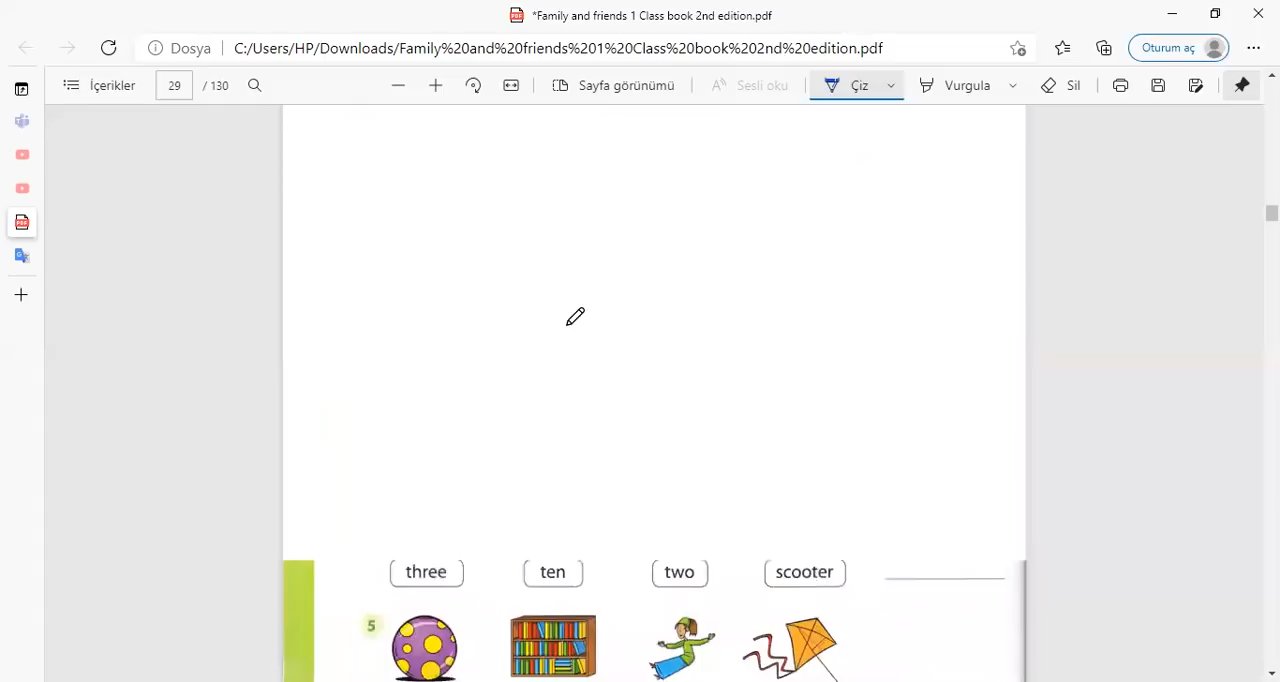 *Family and friends 1 Class book 2nd edition.pdf
Dosya C:/Users/HP/Downloads/Family%20and%20friends%201%20Class%20book%202nd%20edition.pdf Oturum aç
İçerikler 29 / 130 Sayfa görünümü Sesli oku Çiz Vurgula Sil
three ten two scooter
5